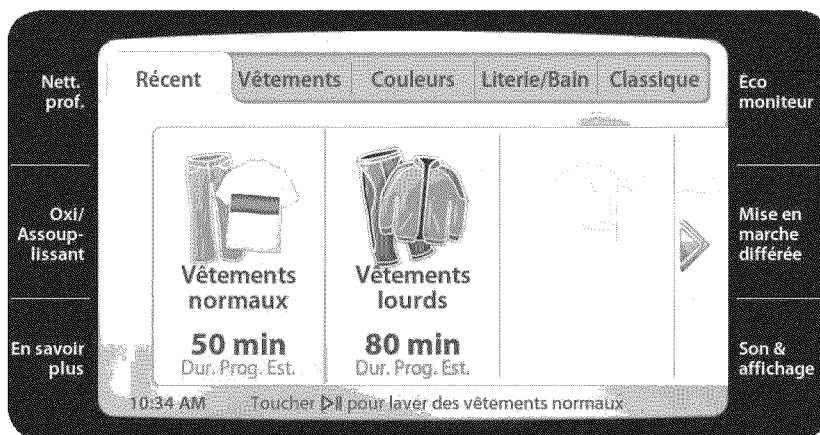 Nett.
prof.
Oxi/
Assoup-
lissant
En savoir
plus
Récent Vêtements Couleurs Literie/Bain Classique
Vêtements
normaux
50 min
Dur. Prog. Est.
Vêtements
lourds
80 min
Dur. Prog. Est.
10:34 AM Toucher ▷II pour laver des vêtements normaux
Éco
moniteur
Mise en
marche
différée
Son &
affichage